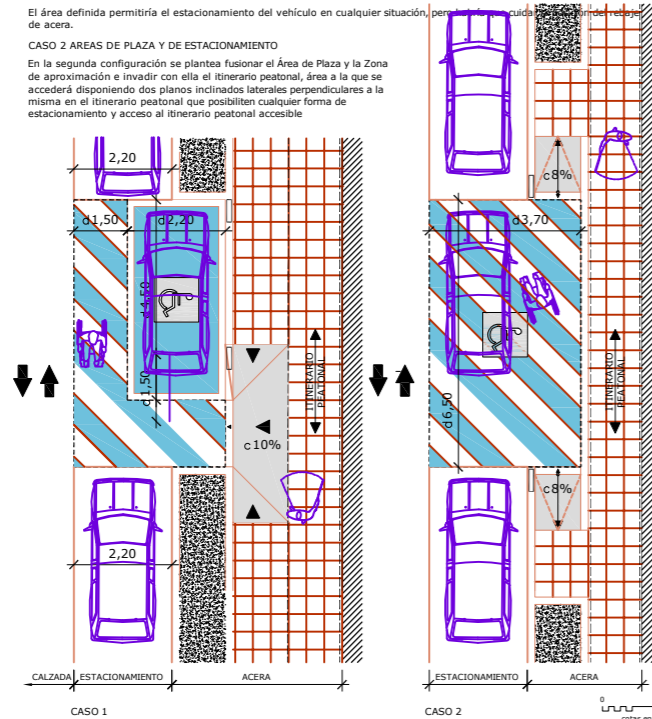 El área definida permitiría el estacionamiento del vehículo en cualquier situación, del rebaje
de acera.
CASO 2 AREAS DE PLAZA Y DE ESTACIONAMIENTO
En la segunda configuración se plantea fusionar el Área de Plaza y la Zona
de aproximación e invadir con ella el itinerario peatonal, área a la que se
accederá disponiendo dos planos inclinados laterales perpendiculares a la
misma en el itinerario peatonal que posibiliten cualquier forma de
estacionamiento y acceso al itinerario peatonal accesible
2,20
d1,50
d2,20
d4,50
d1,50
c10%
ITINERARIO
PEATONAL
2,20
CALZADA
ESTACIONAMIENTO
ACERA
CASO 1
c8%
d3,70
d6,50
ITINERARIO
PEATONAL
c8%
ESTACIONAMIENTO
ACERA
CASO 2
0